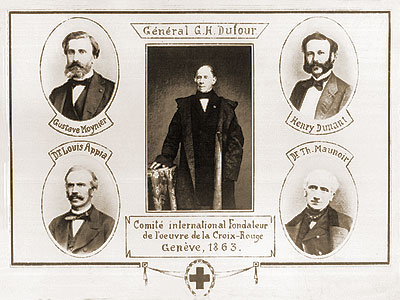 Général G.H. Dufour
Gustave Moynier
Henry Dunant
Dr Louis Appia
Dr Th. Maunoir
Comité international Fondateur
de l'oeuvre de la Croix-Rouge
Genève, 1863.